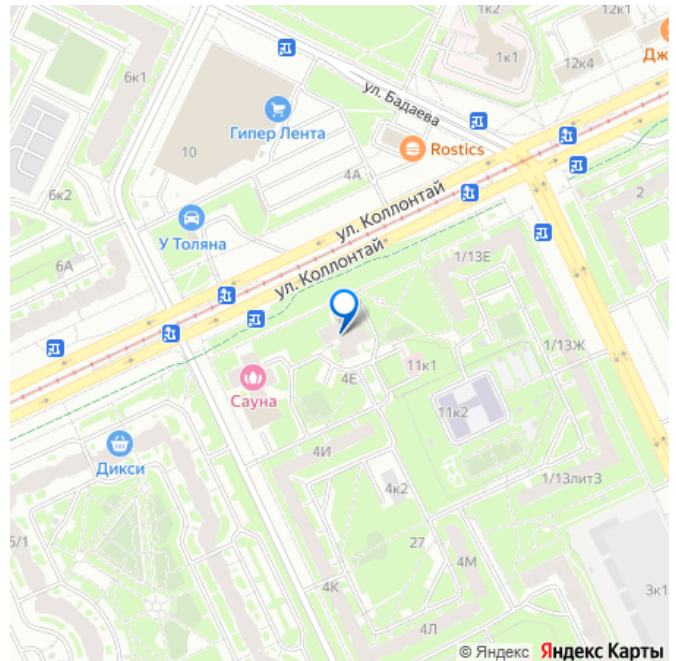 1к2
12к1
6к1
1к1
12к4
Дж
ул. Бадаева
Гипер Лента
10
Rostics
4А
6к2
2
ул. Коллонтай
У Толяна
6А
1/13Е
ул. Коллонтай
1/13Ж
11к1
4Е
Сауна
11к2
4И
Дикси
1/13лит3
4к2
5/1
27
4М
4К
3к1
4Л
© Яндекс Яндекс Карты